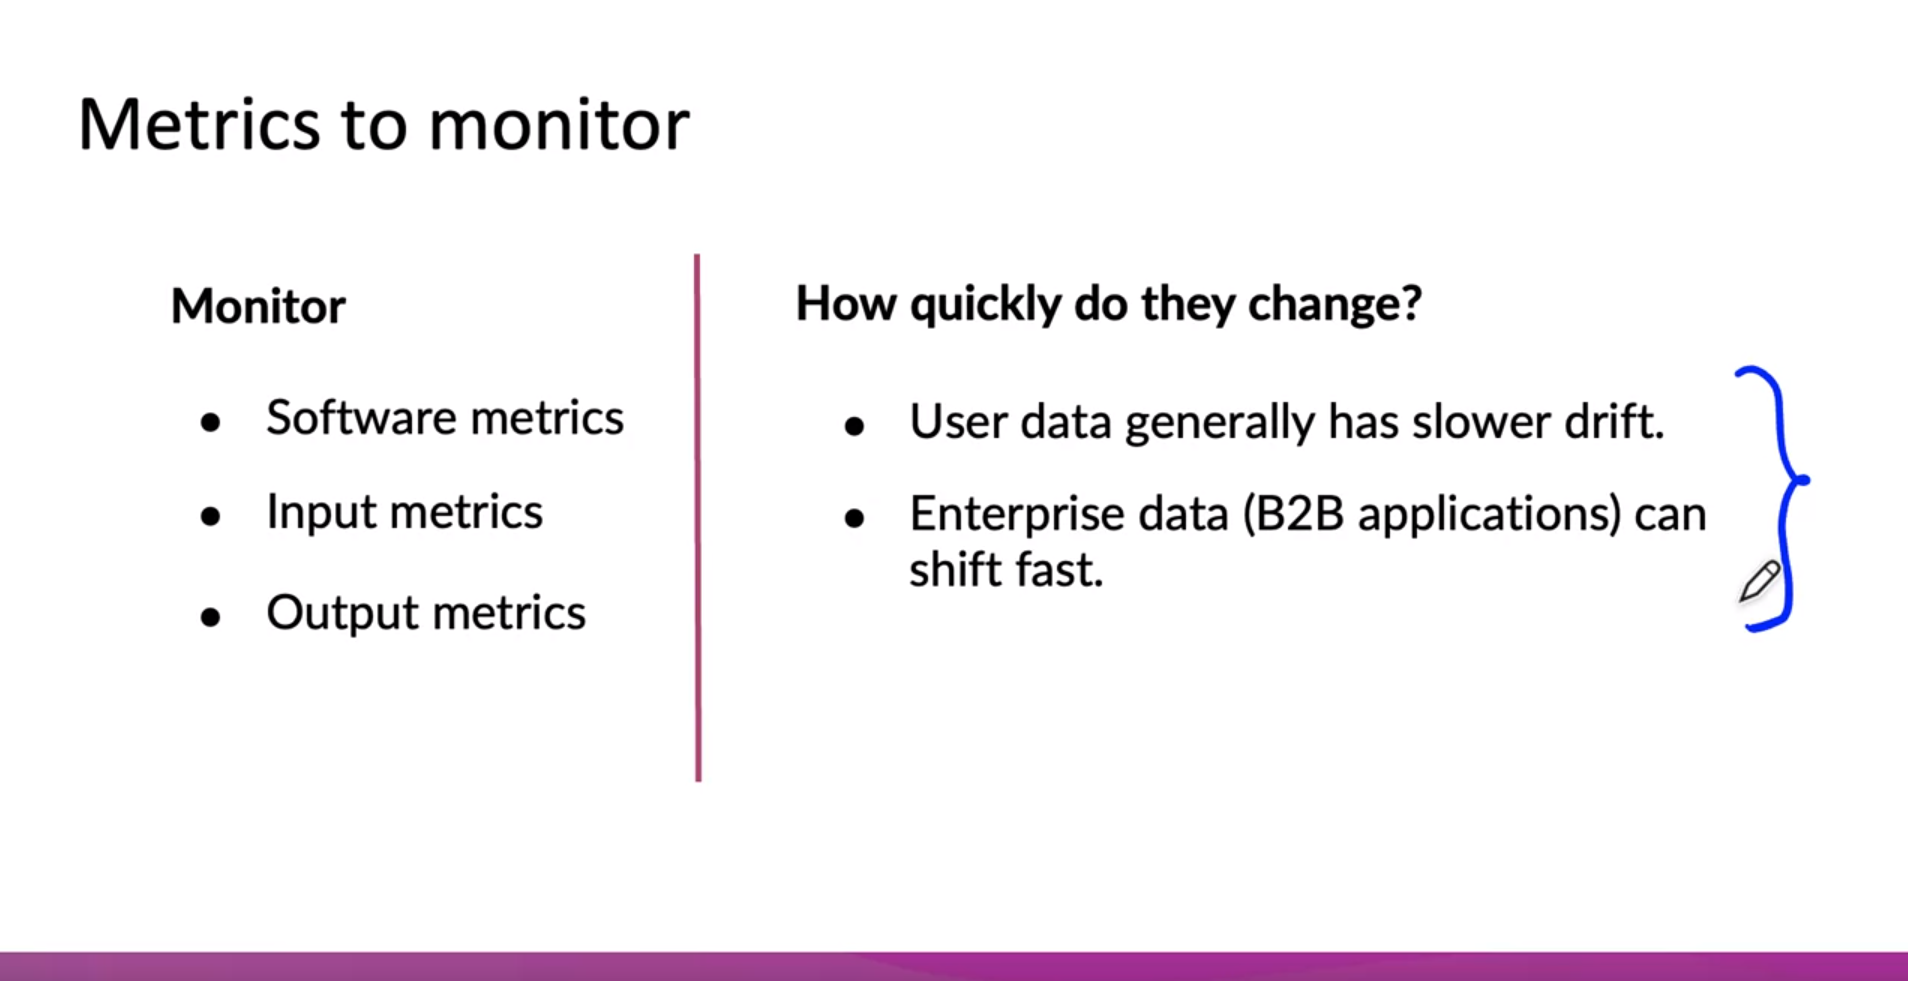 Metrics to monitor
Monitor
● Software metrics
● Input metrics
● Output metrics
How quickly do they change?
● User data generally has slower drift.
● Enterprise data (B2B applications) can
shift fast.